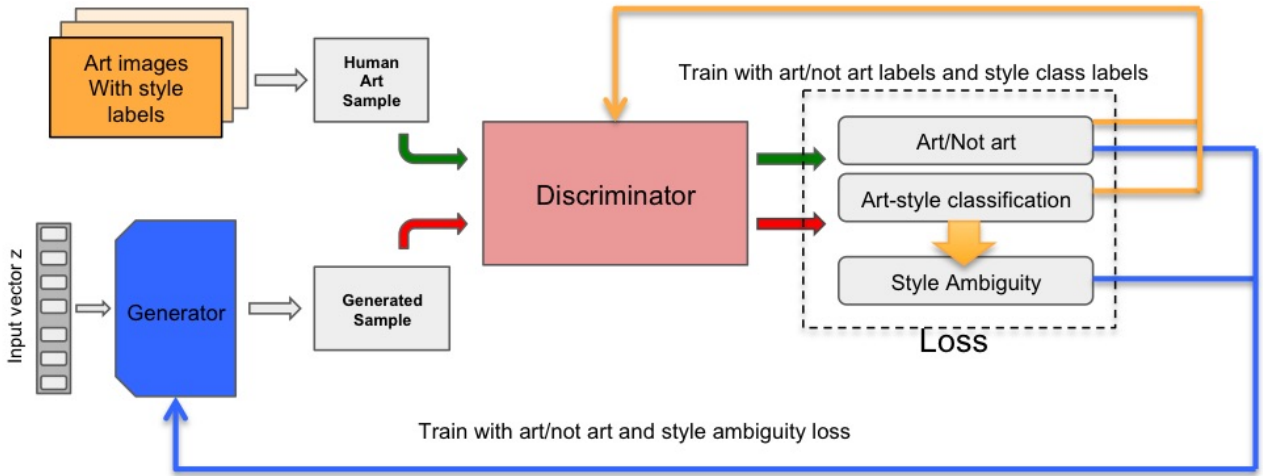 Art images
With style
labels
Human
Art
Sample
Train with art/not art labels and style class labels
Art/Not art
Discriminator
Art-style classification
Style Ambiguity
Loss
Input vector z
Generator
Generated
Sample
Train with art/not art and style ambiguity loss